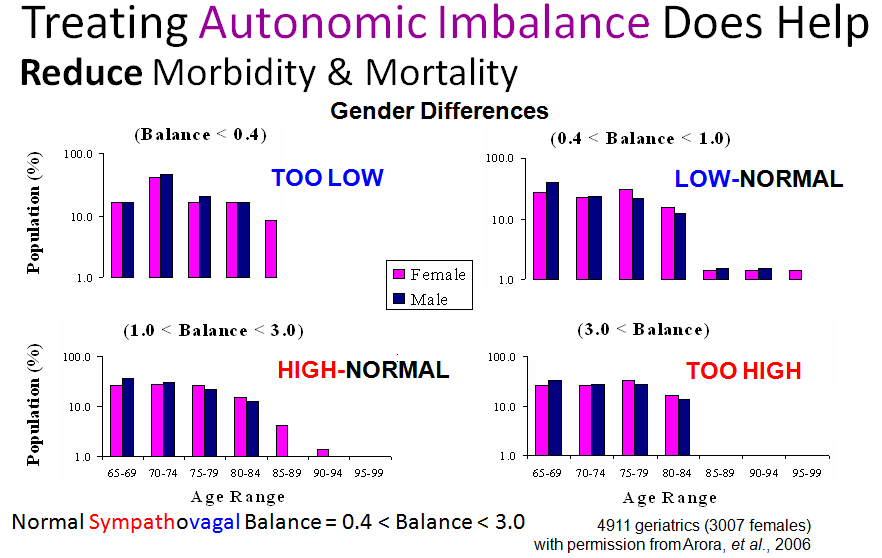 Treating Autonomic Imbalance Does Help
Reduce Morbidity & Mortality
Gender Differences
(Balance < 0.4)
TOO LOW
Population (%)
100.0
10.0
1.0
(0.4 < Balance < 1.0)
LOW-NORMAL
100.0
10.0
1.0
Female
Male
(1.0 < Balance < 3.0)
HIGH-NORMAL
Population (%)
100.0
10.0
1.0
65-69 70-74 75-79 80-84 85-89 90-94 95-99
Age Range
(3.0 < Balance)
TOO HIGH
100.0
10.0
1.0
65-69 70-74 75-79 80-84 85-89 90-94 95-99
Age Range
Normal Sympathovagal Balance = 0.4 < Balance < 3.0
4911 geriatrics (3007 females)
with permission from Arora, et al., 2006